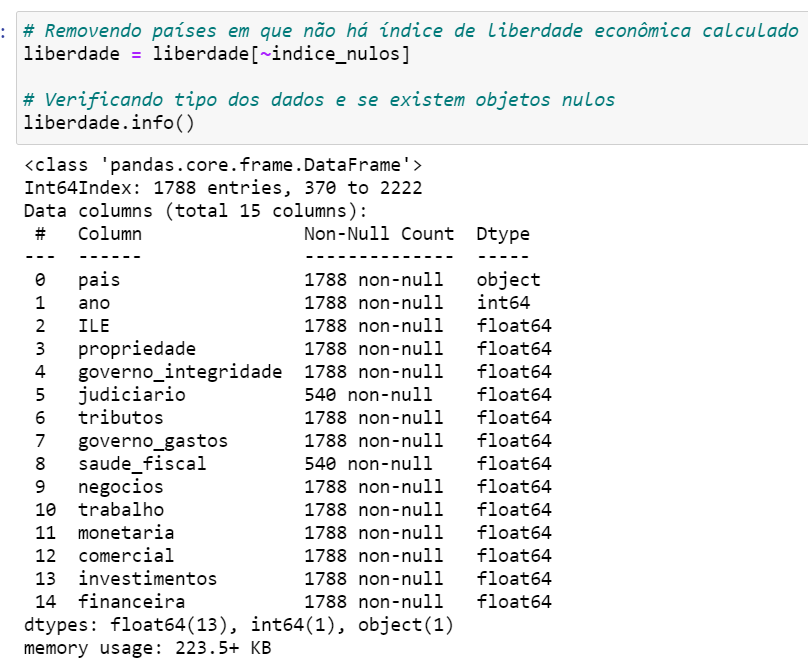 : # Removendo países em que não há índice de liberdade econômica calculado
liberdade = liberdade[~indice_nulos]
# Verificando tipo dos dados e se existem objetos nulos
liberdade.info()
<class 'pandas.core.frame.DataFrame'>
Int64Index: 1788 entries, 370 to 2222
Data columns (total 15 columns):
 #   Column              Non-Null Count  Dtype
---  ------              --------------  -----
 0   pais                1788 non-null   object
 1   ano                 1788 non-null   int64
 2   ILE                 1788 non-null   float64
 3   propriedade         1788 non-null   float64
 4   governo_integridade  1788 non-null   float64
 5   judiciario          540 non-null    float64
 6   tributos            1788 non-null   float64
 7   governo_gastos      1788 non-null   float64
 8   saude_fiscal        540 non-null    float64
 9   negocios            1788 non-null   float64
 10  trabalho            1788 non-null   float64
 11  monetaria           1788 non-null   float64
 12  comercial           1788 non-null   float64
 13  investimentos       1788 non-null   float64
 14  financeira          1788 non-null   float64
dtypes: float64(13), int64(1), object(1)
memory usage: 223.5+ KB